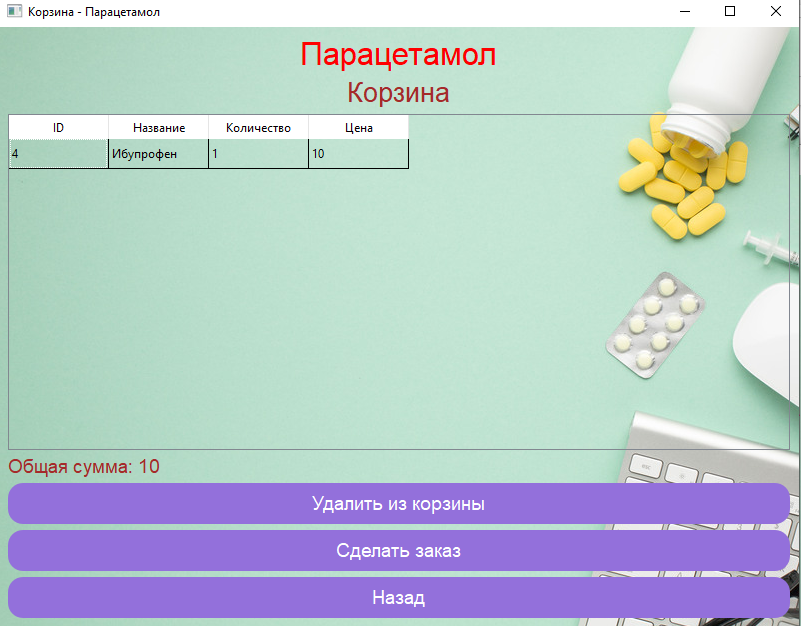 Корзина - Парацетамол
Парацетамол
Корзина
ID Название Количество Цена
4 Ибупрофен 1 10
Общая сумма: 10
Удалить из корзины
Сделать заказ
Назад